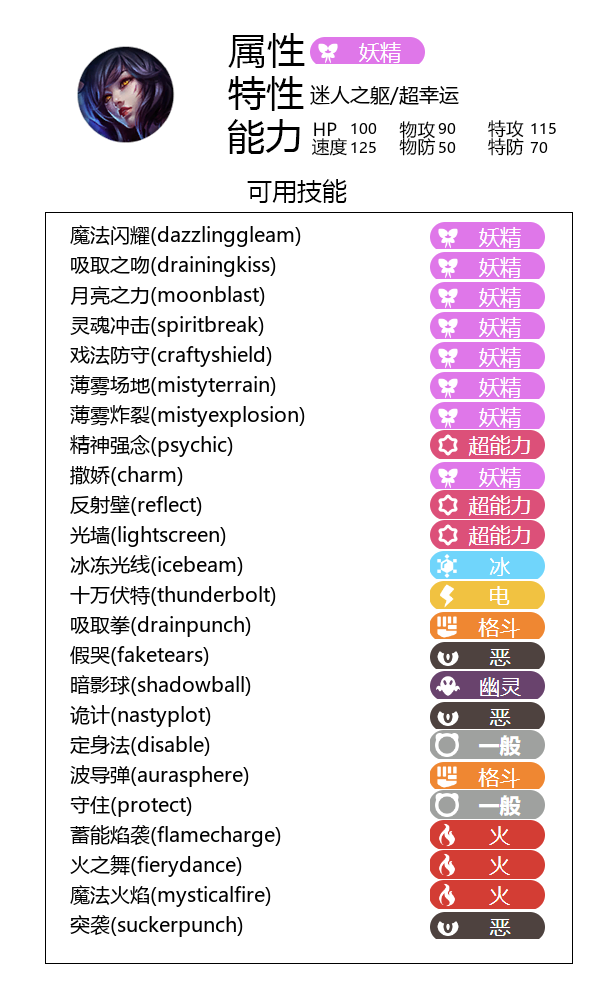 属性 妖精
特性 迷人之躯/超幸运
能力 HP 100 物攻 90 特攻 115
速度 125 物防 50 特防 70
可用技能
魔法闪耀(dazzlinggleam) 妖精
吸取之吻(drainingkiss) 妖精
月亮之力(moonblast) 妖精
灵魂冲击(spiritbreak) 妖精
戏法防守(craftyshield) 妖精
薄雾场地(mistyterrain) 妖精
薄雾炸裂(mistyexplosion) 妖精
精神强念(psychic) 超能力
撒娇(charm) 妖精
反射壁(reflect) 超能力
光墙(lightscreen) 超能力
冰冻光线(icebeam) 冰
十万伏特(thunderbolt) 电
吸取拳(drainpunch) 格斗
假哭(faketears) 恶
暗影球(shadowball) 幽灵
诡计(nastyplot) 恶
定身法(disable) 一般
波导弹(aurasphere) 格斗
守住(protect) 一般
蓄能焰袭(flamecharge) 火
火之舞(fierydance) 火
魔法火焰(mysticalfire) 火
突袭(suckerpunch) 恶